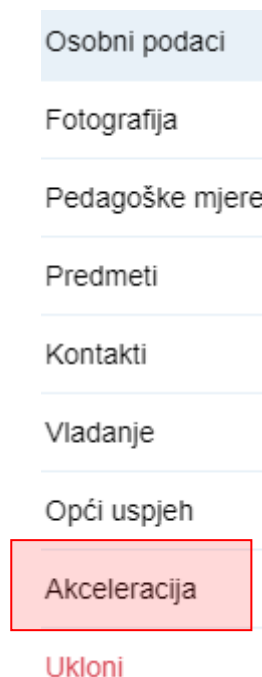 Osobni podaci
Fotografija
Pedagoške mjere
Predmeti
Kontakti
Vladanje
Opći uspjeh
Akceleracija
Ukloni